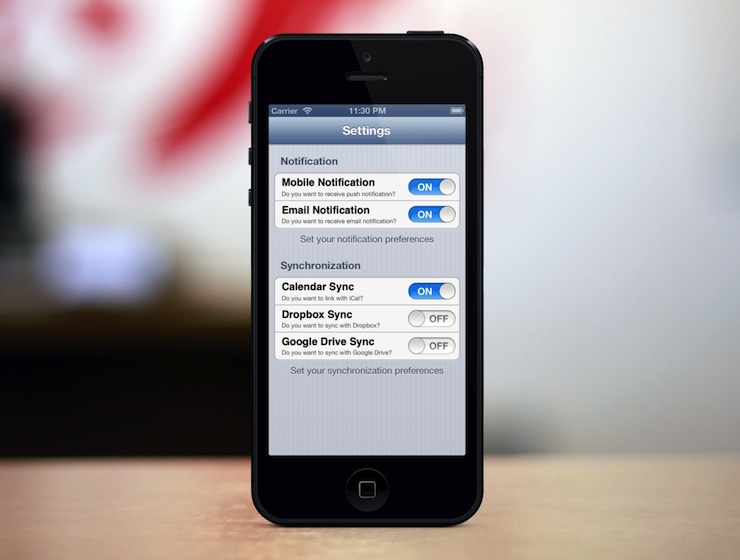 Carrier 11:30 PM
Settings
Notification
Mobile Notification
ON
Do you want to receive push notification?
Email Notification
ON
Do you want to receive email notification?
Set your notification preferences
Synchronization
Calendar Sync
ON
Do you want to link with iCal?
Dropbox Sync
OFF
Do you want to sync with Dropbox?
Google Drive Sync
OFF
Do you want to sync with Google Drive?
Set your synchronization preferences